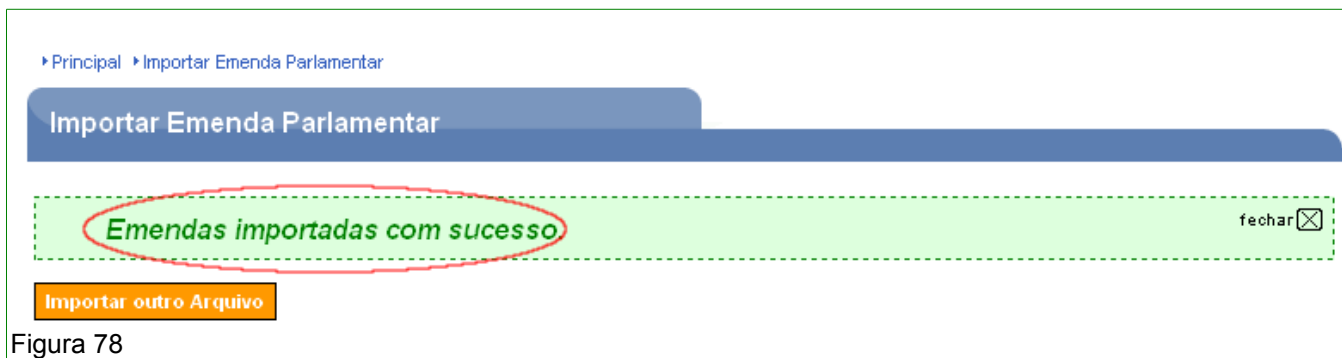 Principal Importar Emenda Parlamentar
Importar Emenda Parlamentar
Emendas importadas com sucesso
fechar
Importar outro Arquivo
Figura 78